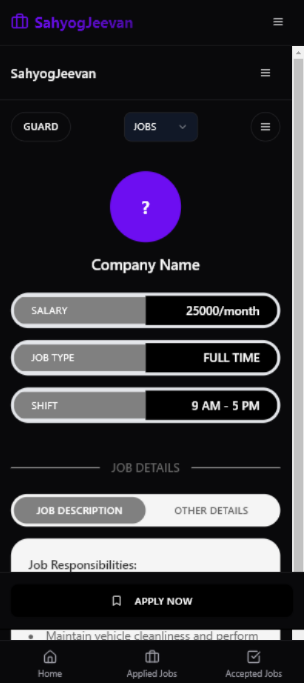 SahyogJeevan
SahyogJeevan
GUARD
JOBS
?
Company Name
SALARY 25000/month
JOB TYPE FULL TIME
SHIFT 9 AM - 5 PM
JOB DETAILS
JOB DESCRIPTION OTHER DETAILS
Job Responsibilities:
APPLY NOW
• Maintain vehicle cleanliness and perform
Home Applied Jobs Accepted Jobs